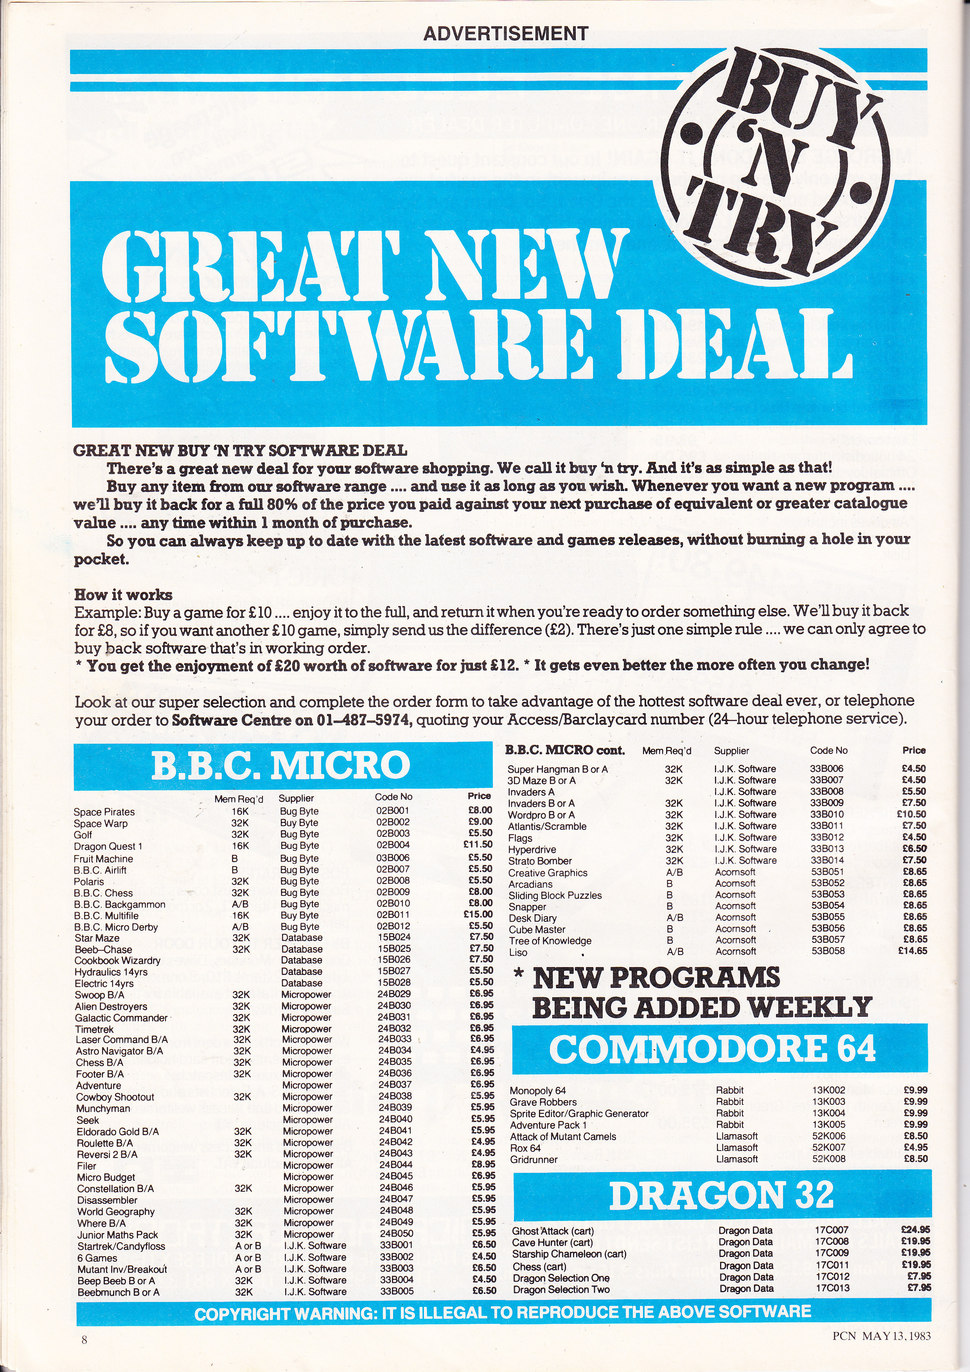 ADVERTISEMENT
BUY
'N
TRY
GREAT NEW
SOFTWARE DEAL
GREAT NEW BUY 'N TRY SOFTWARE DEAL
There's a great new deal for your software shopping. We call it buy 'n try. And it's as simple as that!
Buy any item from our software range .... and use it as long as you wish. Whenever you want a new program ....
we'll buy it back for a full 80% of the price you paid against your next purchase of equivalent or greater catalogue
value .... any time within 1 month of purchase.
So you can always keep up to date with the latest software and games releases, without burning a hole in your
pocket.
How it works
Example: Buy a game for £10 .... enjoy it to the full, and return it when you're ready to order something else. We'll buy it back
for £8, so if you want another £10 game, simply send us the difference (£2). There's just one simple rule .... we can only agree to
buy back software that's in working order.
* You get the enjoyment of £20 worth of software for just £12. * It gets even better the more often you change!
Look at our super selection and complete the order form to take advantage of the hottest software deal ever, or telephone
your order to Software Centre on 01–487–5974, quoting your Access/Barclaycard number (24–hour telephone service).
B.B.C. MICRO
Mem Req'd Supplier Code No Price
Space Pirates 16K Bug Byte 02B001 £8.00
Space Warp 32K Buy Byte 02B002 £9.00
Golf 32K Bug Byte 02B003 £5.50
Dragon Quest 1 16K Bug Byte 02B004 £11.50
Fruit Machine B Bug Byte 03B006 £5.50
B.B.C. Airlift B Bug Byte 02B007 £5.50
Polaris 32K Bug Byte 02B008 £5.50
B.B.C. Chess 32K Bug Byte 02B009 £8.00
B.B.C. Backgammon A/B Bug Byte 02B010 £8.00
B.B.C. Multifile 16K Buy Byte 02B011 £15.00
B.B.C. Micro Derby A/B Bug Byte 02B012 £5.50
Star Maze 32K Database 15B024 £7.50
Beeb–Chase 32K Database 15B025 £7.50
Cookbook Wizardry Database 15B026 £7.50
Hydraulics 14yrs Database 15B027 £5.50
Electric 14yrs Database 15B028 £5.50
Swoop B/A 32K Micropower 24B029 £6.95
Alien Destroyers 32K Micropower 24B030 £6.95
Galactic Commander 32K Micropower 24B031 £6.95
Timetrek 32K Micropower 24B032 £6.95
Laser Command B/A 32K Micropower 24B033 £6.95
Astro Navigator B/A 32K Micropower 24B034 £4.95
Chess B/A 32K Micropower 24B035 £6.95
Footer B/A 32K Micropower 24B036 £6.95
Adventure Micropower 24B037 £6.95
Cowboy Shootout 32K Micropower 24B038 £5.95
Munchyman Micropower 24B039 £5.95
Seek Micropower 24B040 £5.95
Eldorado Gold B/A 32K Micropower 24B041 £5.95
Roulette B/A 32K Micropower 24B042 £4.95
Reversi 2 B/A 32K Micropower 24B043 £4.95
Filer Micropower 24B044 £8.95
Micro Budget Micropower 24B045 £6.95
Constellation B/A 32K Micropower 24B046 £5.95
Disassembler Micropower 24B047 £5.95
World Geography 32K Micropower 24B048 £5.95
Where B/A 32K Micropower 24B049 £5.95
Junior Maths Pack 32K Micropower 24B050 £5.95
Startrek/Candyfloss A or B I.J.K. Software 33B001 £6.50
6 Games A or B I.J.K. Software 33B002 £4.50
Mutant Inv/Breakout A or B I.J.K. Software 33B003 £6.50
Beep Beep B or A 32K I.J.K. Software 33B004 £4.50
Beebmunch B or A 32K I.J.K. Software 33B005 £6.50
B.B.C. MICRO cont. Mem Req'd Supplier Code No Price
Super Hangman B or A 32K I.J.K. Software 33B006 £4.50
3D Maze B or A 32K I.J.K. Software 33B007 £4.50
Invaders A I.J.K. Software 33B008 £5.50
Invaders B or A 32K I.J.K. Software 33B009 £7.50
Wordpro B or A 32K I.J.K. Software 33B010 £10.50
Atlantis/Scramble 32K I.J.K. Software 33B011 £7.50
Flags 32K I.J.K. Software 33B012 £4.50
Hyperdrive 32K I.J.K. Software 33B013 £6.50
Strato Bomber 32K I.J.K. Software 33B014 £7.50
Creative Graphics A/B Acornsoft 53B051 £8.65
Arcadians B Acornsoft 53B052 £8.65
Sliding Block Puzzles B Acornsoft 53B053 £8.65
Snapper B Acornsoft 53B054 £8.65
Desk Diary A/B Acornsoft 53B055 £8.65
Cube Master B Acornsoft 53B056 £8.65
Tree of Knowledge B Acornsoft 53B057 £8.65
Liso A/B Acornsoft 53B058 £14.65
* NEW PROGRAMS
BEING ADDED WEEKLY
COMMODORE 64
Monopoly 64 Rabbit 13K002 £9.99
Grave Robbers Rabbit 13K003 £9.99
Sprite Editor/Graphic Generator Rabbit 13K004 £9.99
Adventure Pack 1 Rabbit 13K005 £9.99
Attack of Mutant Camels Llamasoft 52K006 £8.50
Rox 64 Llamasoft 52K007 £4.95
Gridrunner Llamasoft 52K008 £8.50
DRAGON 32
Ghost Attack (cart) Dragon Data 17C007 £24.95
Cave Hunter (cart) Dragon Data 17C008 £19.95
Starship Chameleon (cart) Dragon Data 17C009 £19.95
Chess (cart) Dragon Data 17C011 £19.95
Dragon Selection One Dragon Data 17C012 £7.95
Dragon Selection Two Dragon Data 17C013 £7.95
COPYRIGHT WARNING: IT IS ILLEGAL TO REPRODUCE THE ABOVE SOFTWARE
8
PCN MAY 13, 1983